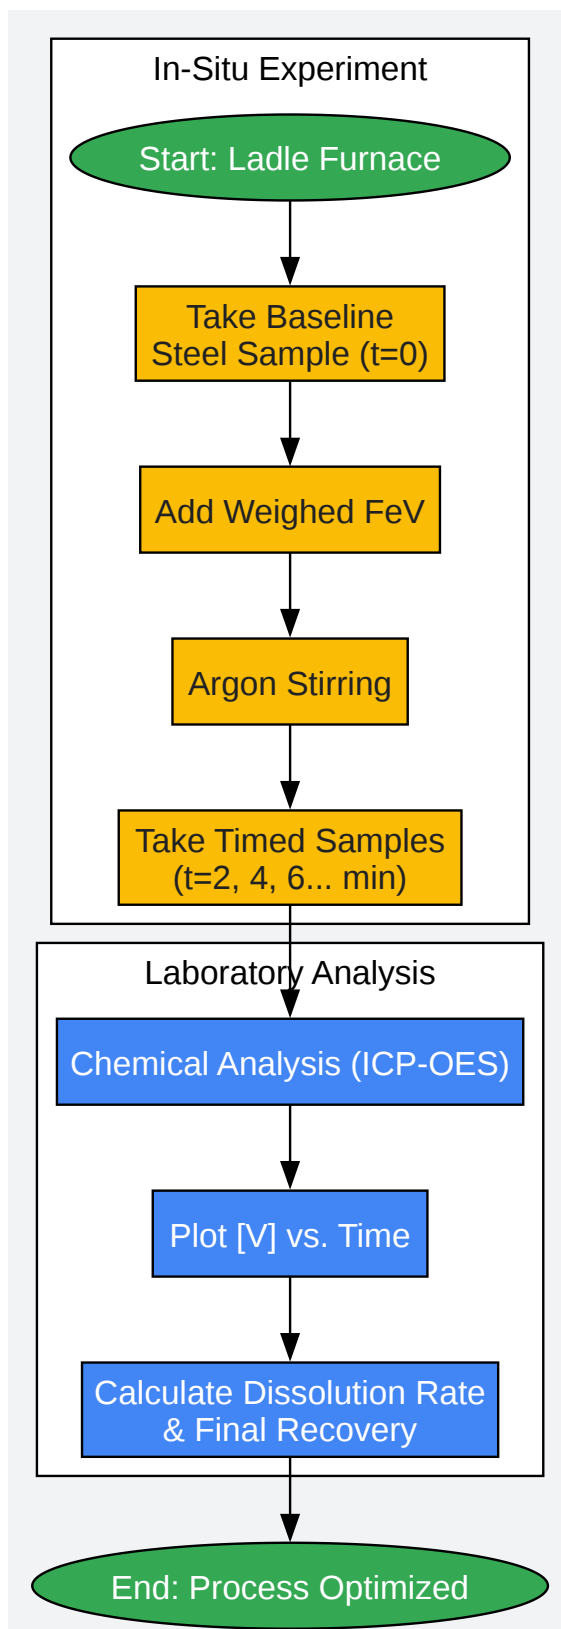 In-Situ Experiment
Start: Ladle Furnace
Take Baseline
Steel Sample (t=0)
Add Weighed FeV
Argon Stirring
Take Timed Samples
(t=2, 4, 6... min)
Laboratory Analysis
Chemical Analysis (ICP-OES)
Plot [V] vs. Time
Calculate Dissolution Rate
& Final Recovery
End: Process Optimized